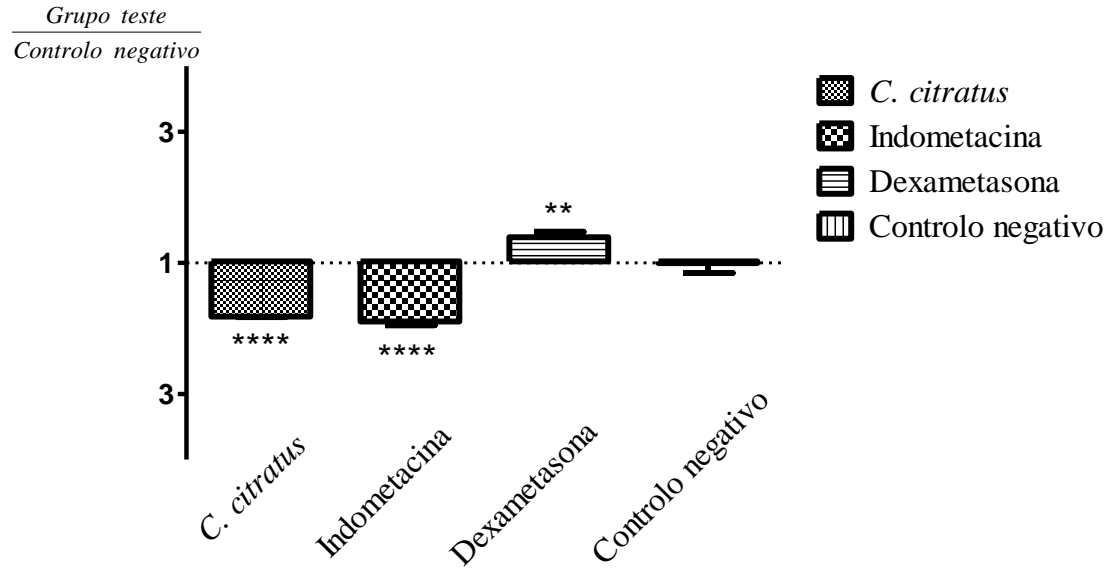 Grupo teste
Controlo negativo
3
1
3
**
****
****
C. citratus
Indometacina
Dexametasona
Controlo negativo
C. citratus
Indometacina
Dexametasona
Controlo negativo